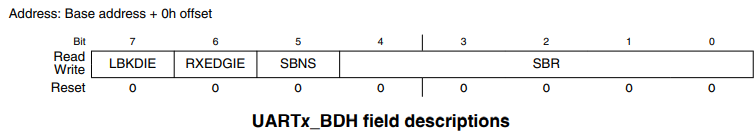 Address: Base address + 0h offset
Bit 7 6 5 4 3 2 1 0
Read
Write LBKDIE RXEDGIE SBNS SBR
Reset 0 0 0 0 0 0 0 0
UARTx_BDH field descriptions